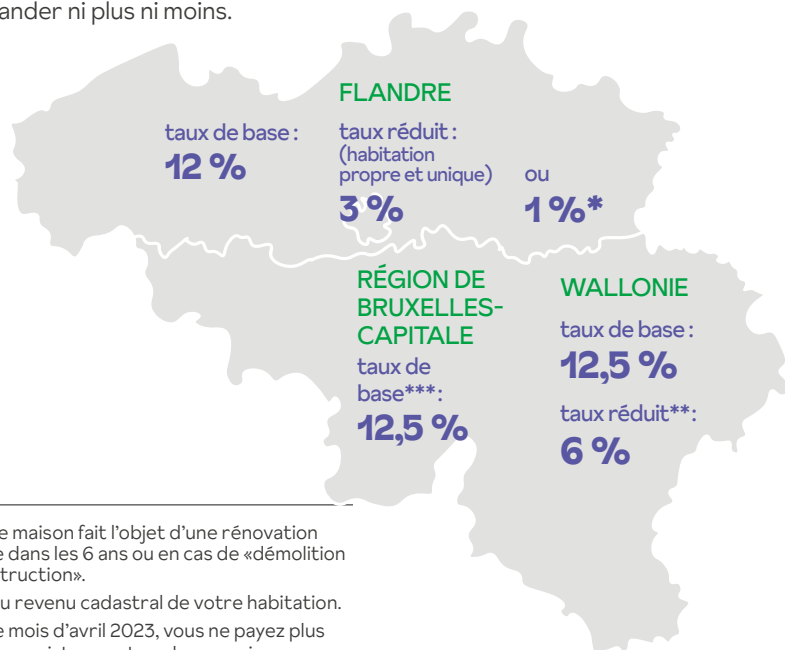 ander ni plus ni moins.
FLANDRE
taux de base :
12 %
taux réduit :
(habitation
propre et unique)
3 %
ou
1 %*
RÉGION DE
BRUXELLES-
CAPITALE
taux de
base***:
12,5 %
WALLONIE
taux de base :
12,5 %
taux réduit**:
6 %
e maison fait l’objet d’une rénovation
e dans les 6 ans ou en cas de «démolition
truction».
u revenu cadastral de votre habitation.
e mois d’avril 2023, vous ne payez plus